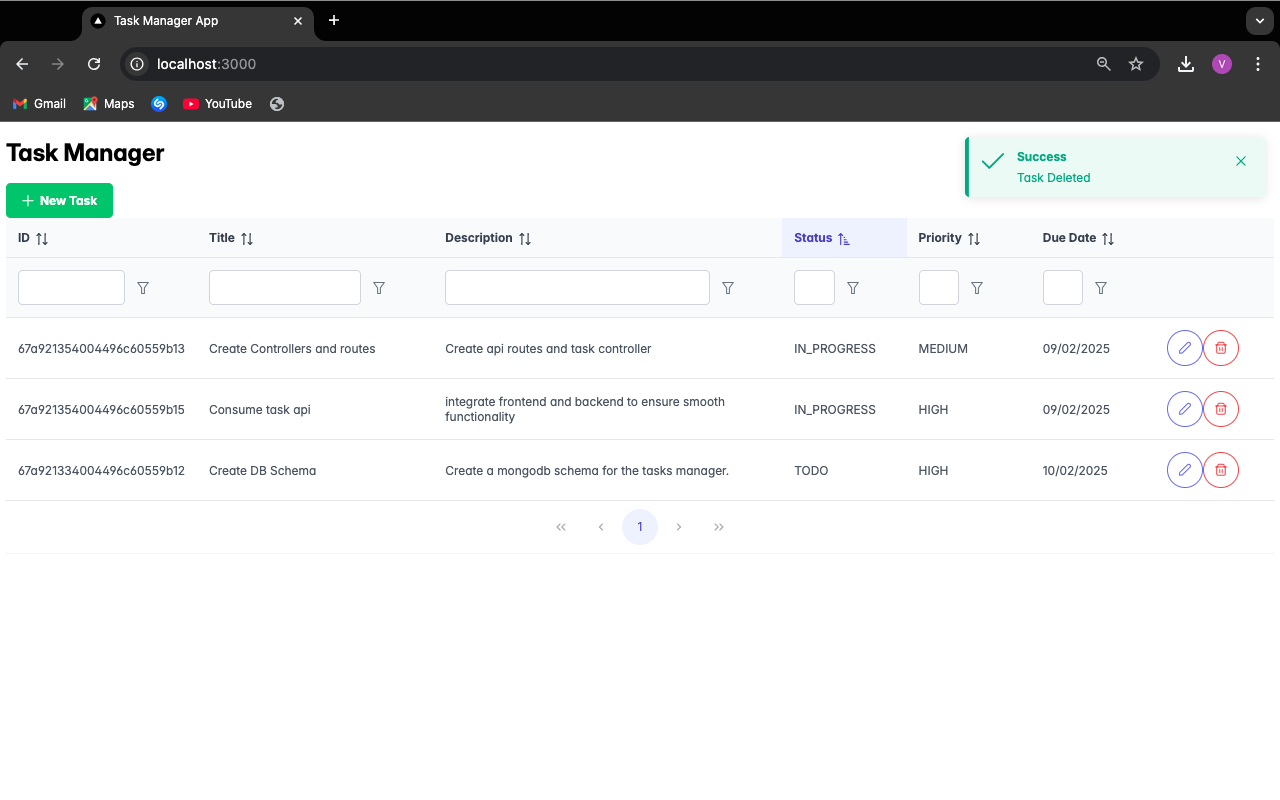 Task Manager App
localhost:3000
V
Gmail Maps YouTube
Task Manager
Success
Task Deleted
New Task
ID Title Description Status Priority Due Date
67a921354004496c60559b13 Create Controllers and routes Create api routes and task controller IN_PROGRESS MEDIUM 09/02/2025
67a921354004496c60559b15 Consume task api integrate frontend and backend to ensure smooth
functionality IN_PROGRESS HIGH 09/02/2025
67a921334004496c60559b12 Create DB Schema Create a mongodb schema for the tasks manager. TODO HIGH 10/02/2025
1